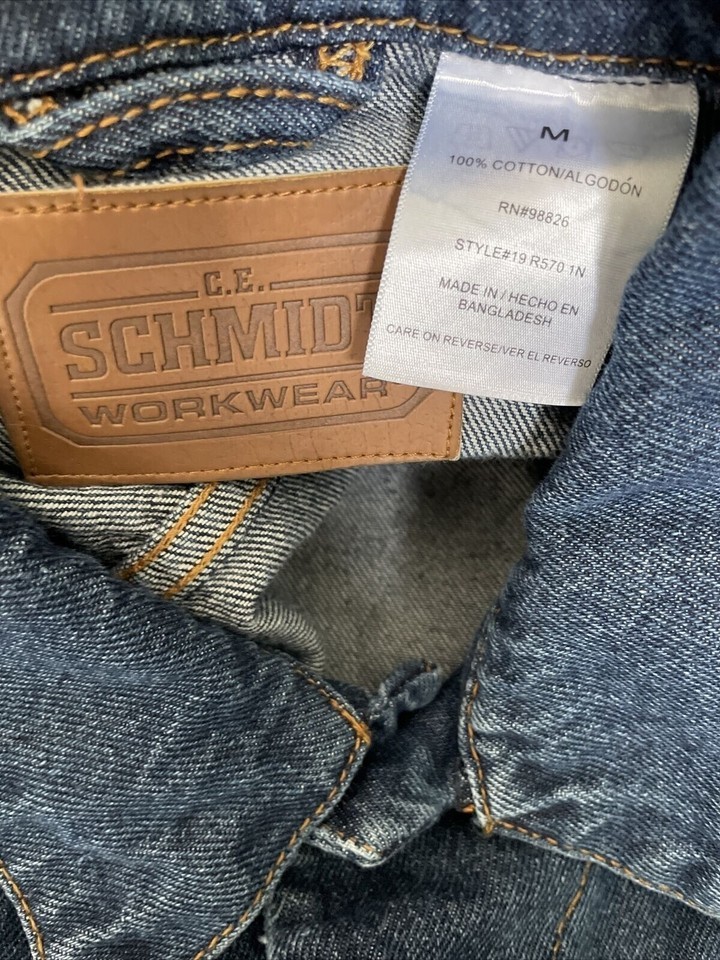 C.E.
SCHMIDT
WORKWEAR
M
100% COTTON/ALGODÓN
RN#98826
STYLE#19 R570 1N
MADE IN / HECHO EN
BANGLADESH
CARE ON REVERSE/VER EL REVERSO